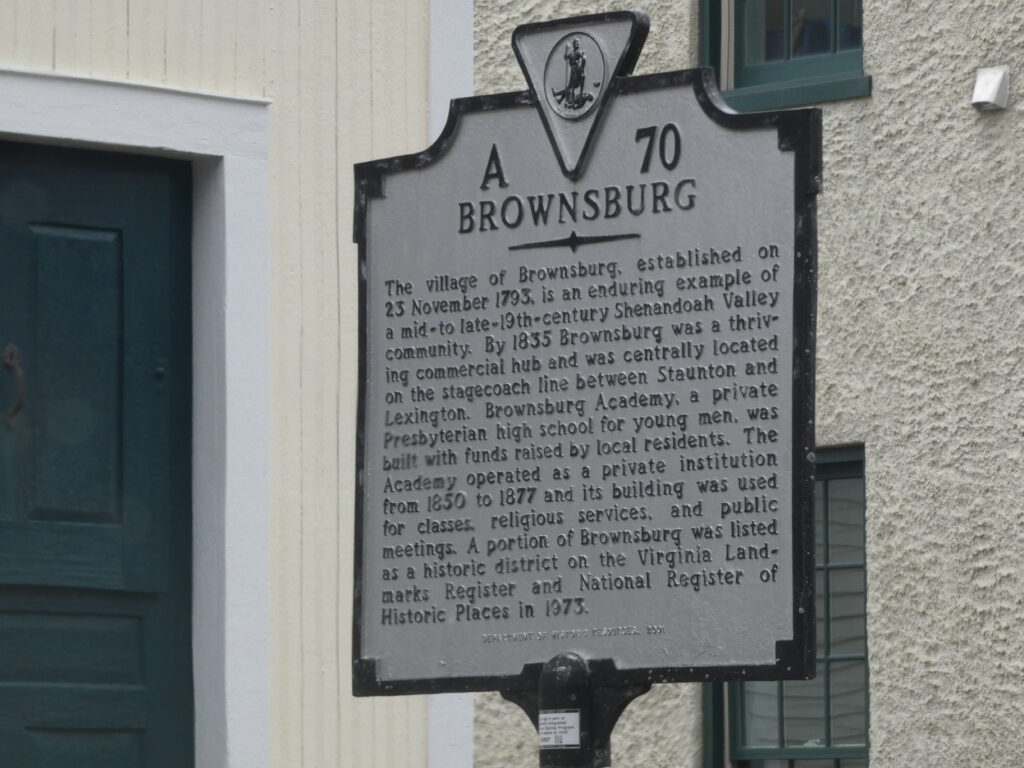 A 70
BROWNSBURG
The village of Brownsburg, established on
23 November 1793, is an enduring example of
a mid-to late-19th-century Shenandoah Valley
community. By 1835 Brownsburg was a thriv-
ing commercial hub and was centrally located
on the stagecoach line between Staunton and
Lexington. Brownsburg Academy, a private
Presbyterian high school for young men, was
built with funds raised by local residents. The
Academy operated as a private institution
from 1850 to 1877 and its building was used
for classes, religious services, and public
meetings. A portion of Brownsburg was listed
as a historic district on the Virginia Land-
marks Register and National Register of
Historic Places in 1973.
DEPARTMENT OF HISTORIC RESOURCES, 2001